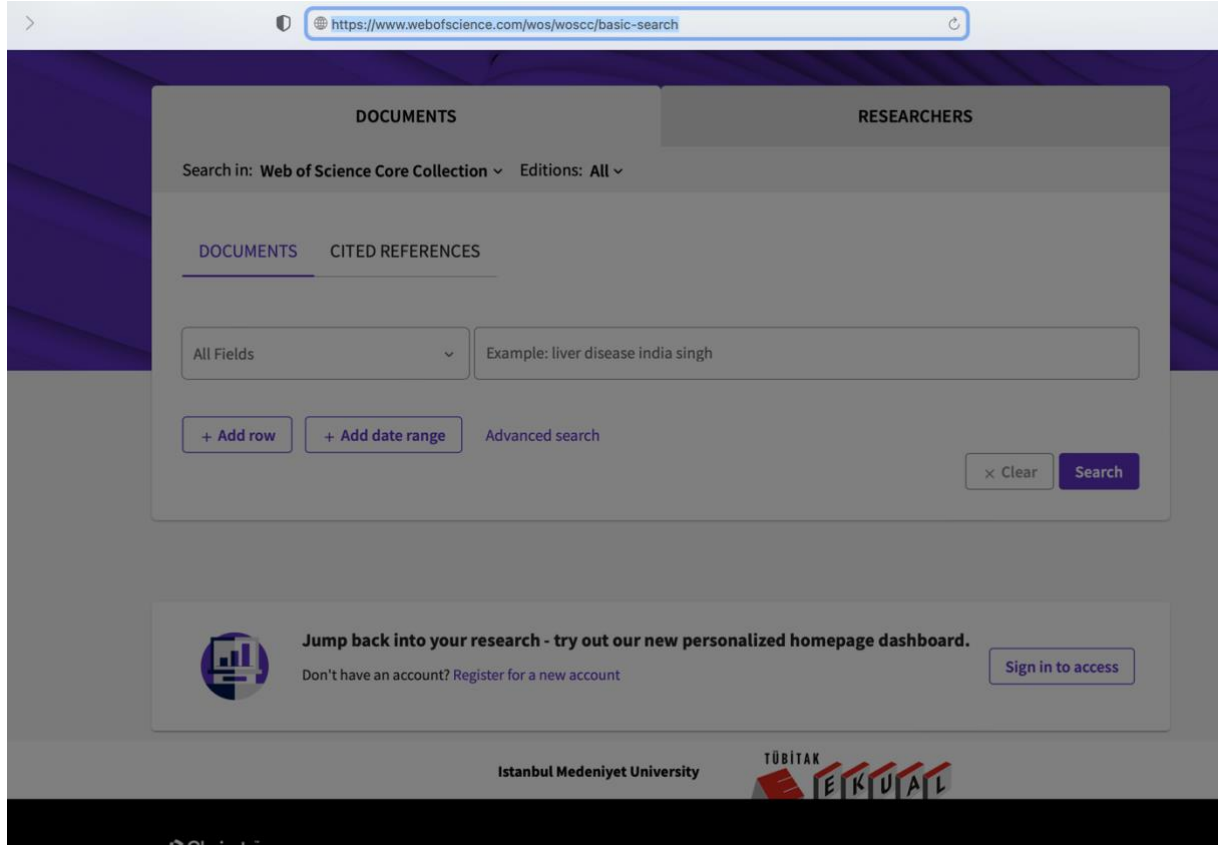 https://www.webofscience.com/wos/woscc/basic-search
DOCUMENTS RESEARCHERS
Search in: Web of Science Core Collection Editions: All
DOCUMENTS CITED REFERENCES
All Fields Example: liver disease india singh
+ Add row + Add date range Advanced search
× Clear Search
Jump back into your research - try out our new personalized homepage dashboard.
Don't have an account? Register for a new account
Sign in to access
Istanbul Medeniyet University
TÜBİTAK
EKUAL